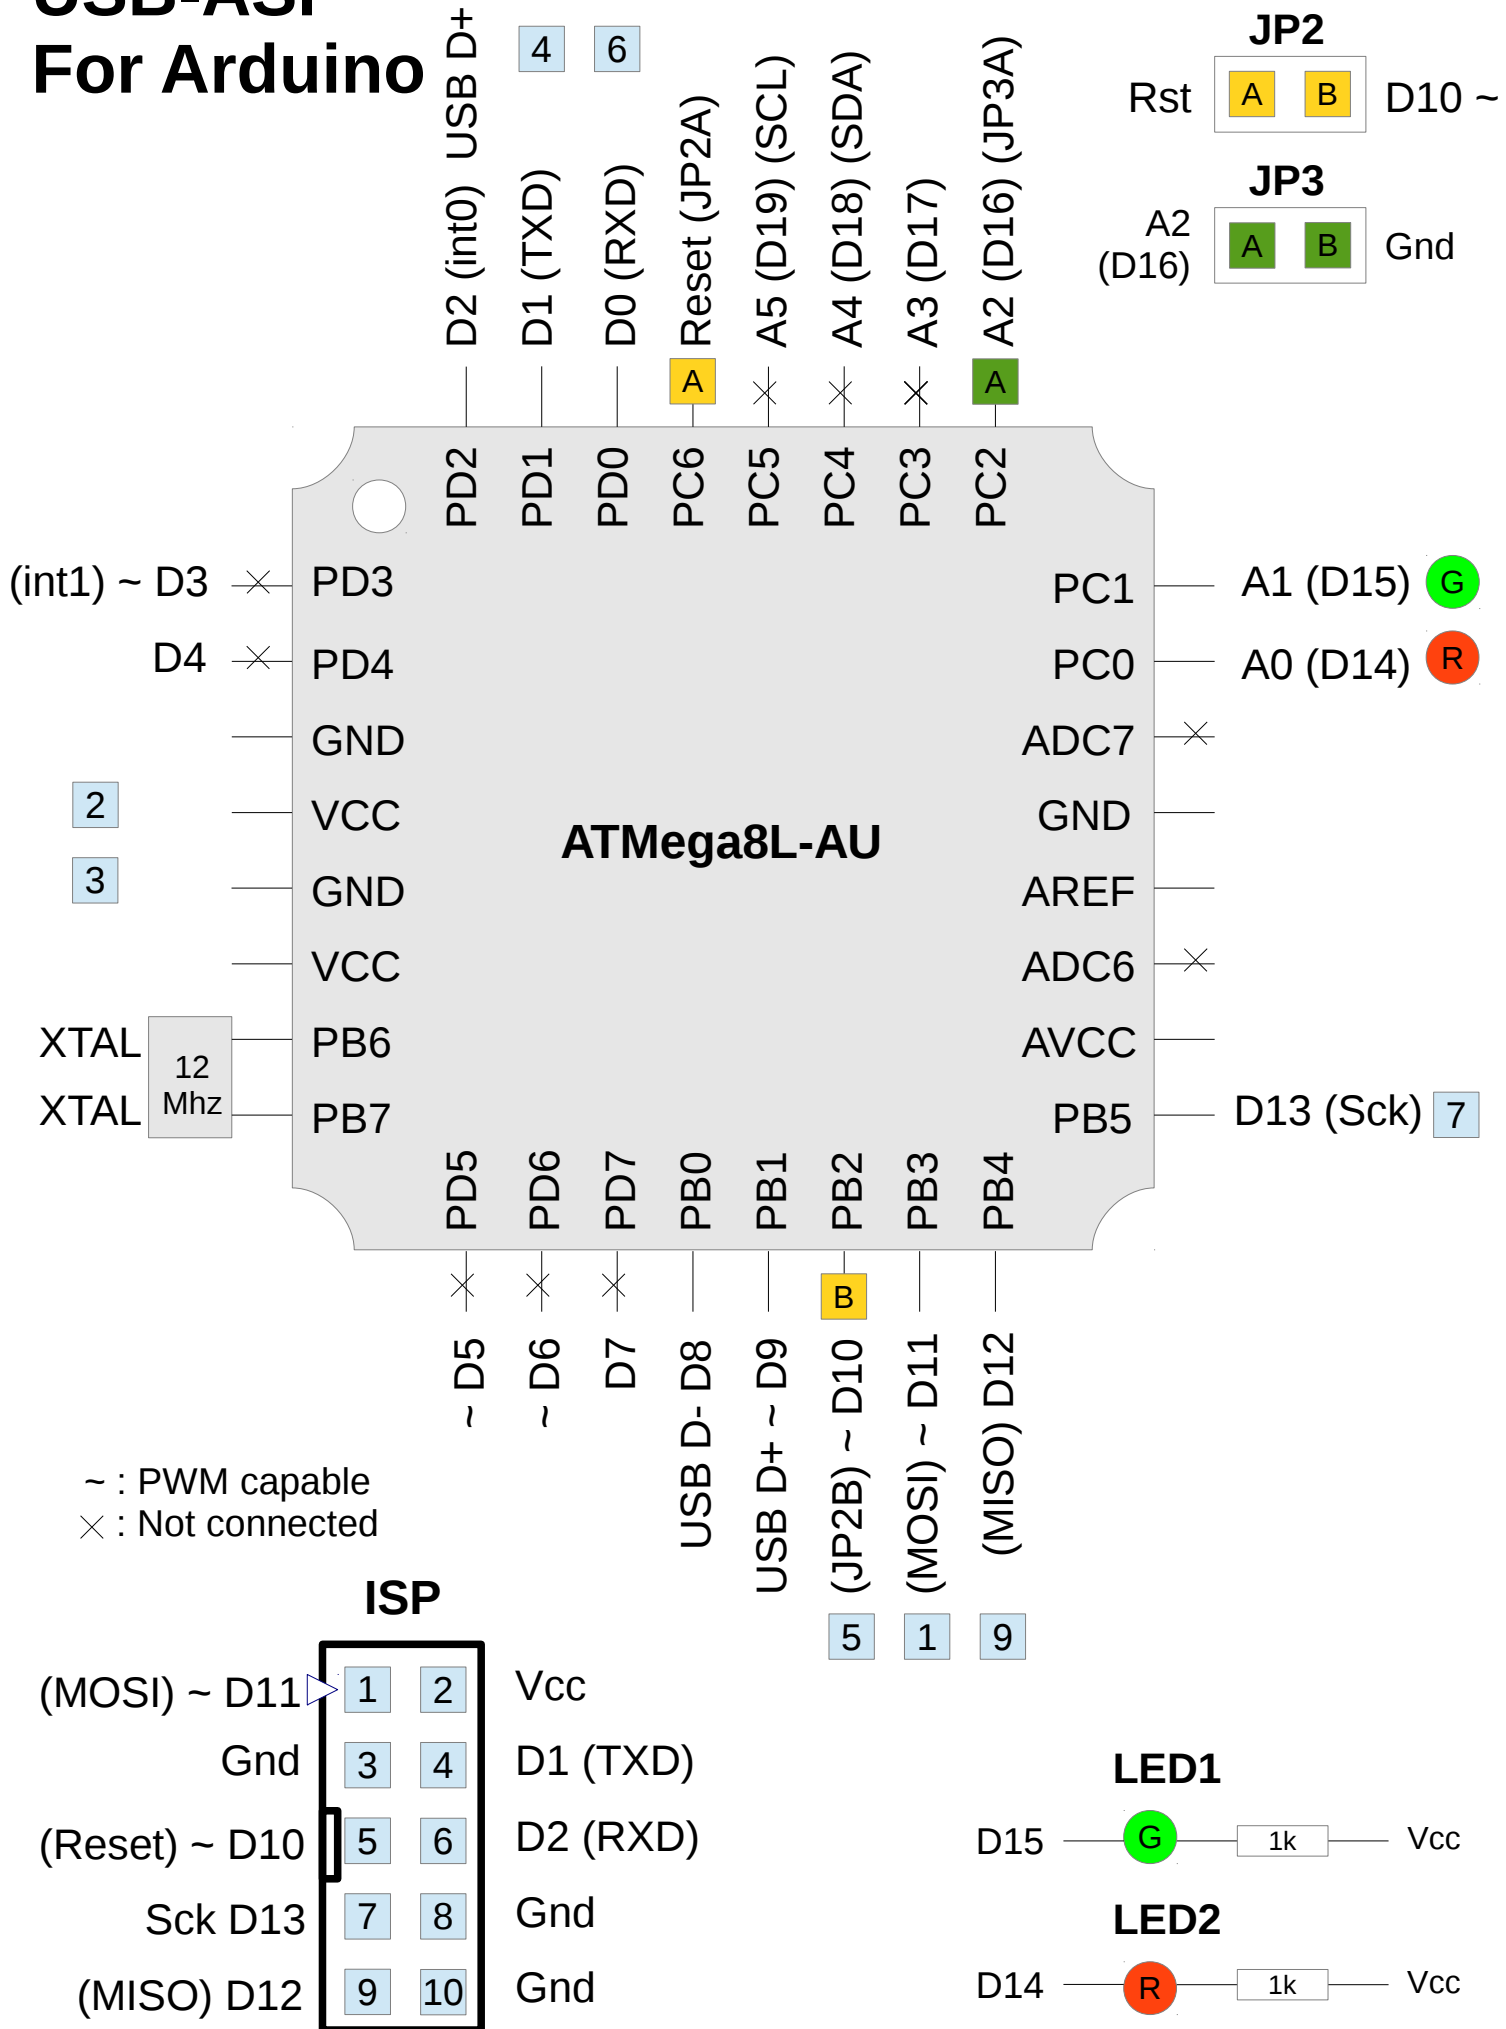 USB-ASP
For Arduino
4
6
JP2
Rst
A
B
D10 ~
JP3
A2
(D16)
A
B
Gnd
D2 (int0) USB D+
D1 (TXD)
D0 (RXD)
Reset (JP2A)
A5 (D19) (SCL)
A4 (D18) (SDA)
A3 (D17)
A2 (D16) (JP3A)
A
A
PD2
PD1
PD0
PC6
PC5
PC4
PC3
PC2
(int1) ~ D3
PD3
D4
PD4
GND
2
VCC
3
GND
VCC
XTAL
PB6
12
Mhz
XTAL
PB7
ATMega8L-AU
PC1
A1 (D15)
G
PC0
A0 (D14)
R
ADC7
GND
AREF
ADC6
AVCC
PB5
D13 (Sck)
7
PD5
PD6
PD7
PB0
PB1
PB2
PB3
PB4
B
~ D5
~ D6
D7
USB D- D8
USB D+ ~ D9
(JP2B) ~ D10
(MOSI) ~ D11
(MISO) D12
5
1
9
~ : PWM capable
: Not connected
ISP
(MOSI) ~ D11
1
2
Vcc
Gnd
3
4
D1 (TXD)
(Reset) ~ D10
5
6
D2 (RXD)
Sck D13
7
8
Gnd
(MISO) D12
9
10
Gnd
LED1
D15
G
1k
Vcc
LED2
D14
R
1k
Vcc